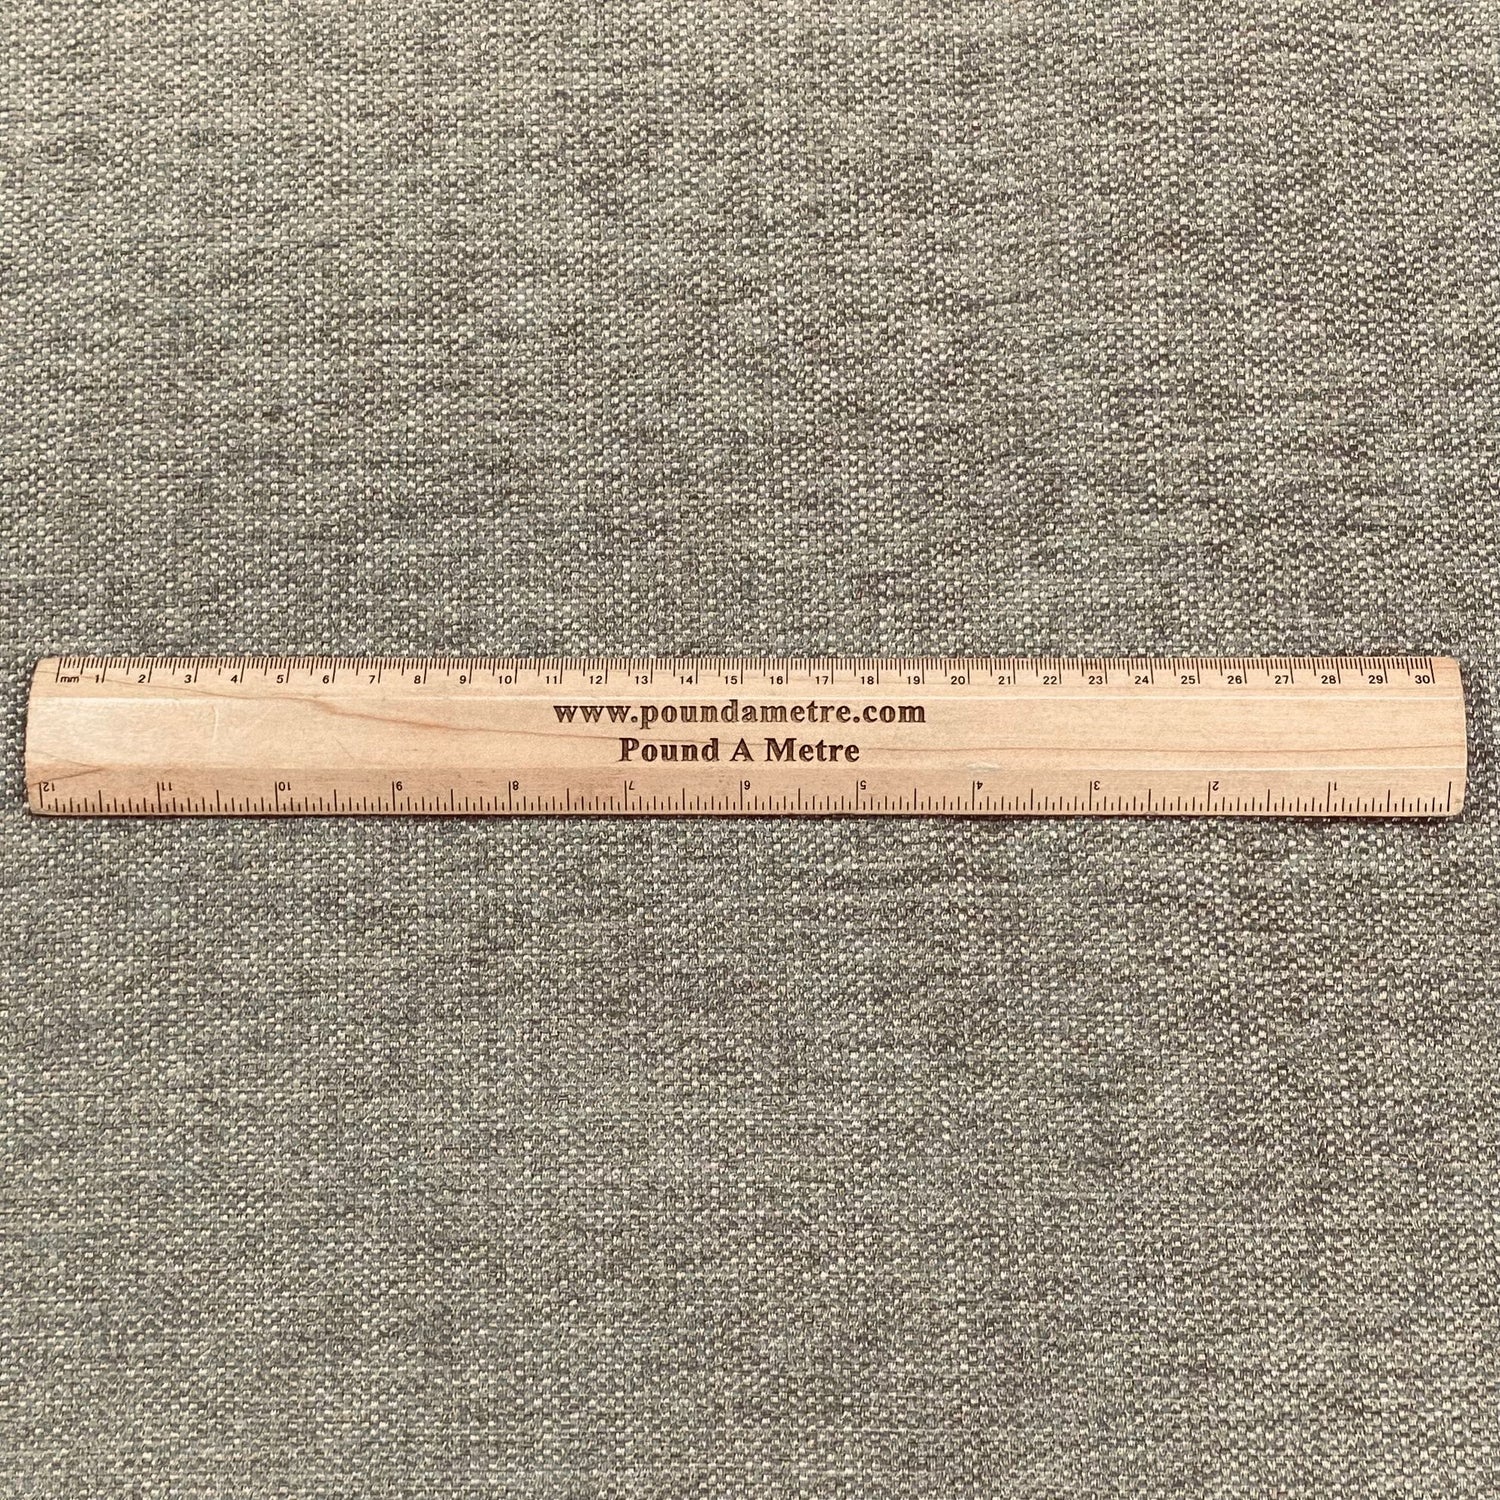 mm 1 2 3 4 5 6 7 8 9 10 11 12 13 14 15 16 17 18 19 20 21 22 23 24 25 26 27 28 29 30
www.poundametre.com
Pound A Metre
12 11 10 9 8 7 6 5 4 3 2 1